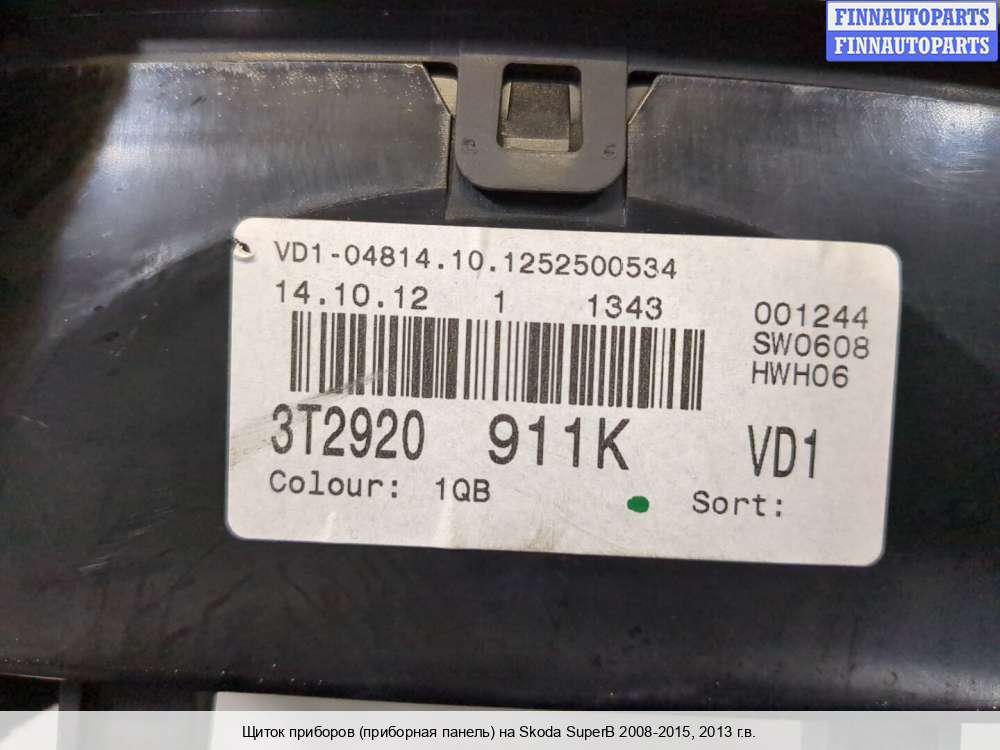 FINNAUTOPARTS
FINNAUTOPARTS
VD1-04814.10.1252500534
14.10.12 1 1343
001244
SW0608
HWH06
3T2920 911K VD1
Colour: 1QB
Sort:
Щиток приборов (приборная панель) на Skoda SuperB 2008-2015, 2013 г.в.